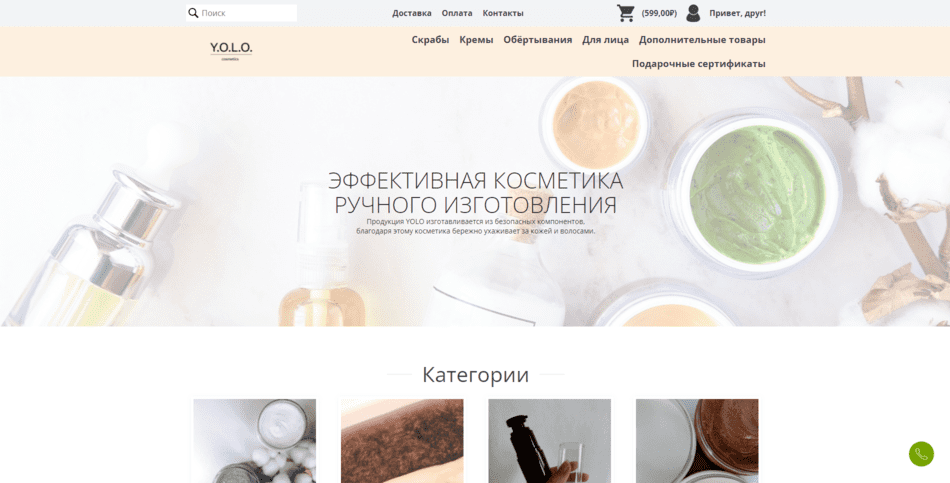 Поиск
Доставка Оплата Контакты
(599,00₽) Привет, друг!
Y.O.L.O.
cosmetics
Скрабы Кремы Обёртывания Для лица Дополнительные товары
Подарочные сертификаты
ЭФФЕКТИВНАЯ КОСМЕТИКА
РУЧНОГО ИЗГОТОВЛЕНИЯ
Продукция YOLO изготавливается из безопасных компонентов,
благодаря этому косметика бережно ухаживает за кожей и волосами.
Категории